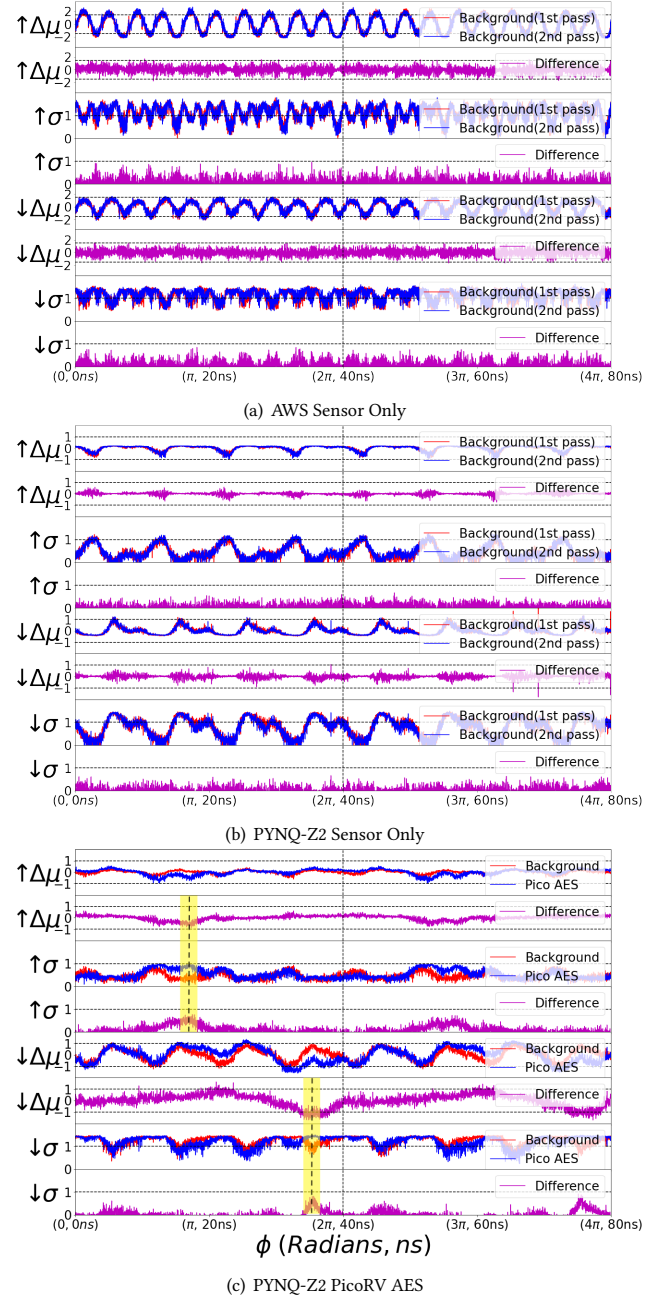 ↑Δμ 2 0 2 Background(1st pass)
Background(2nd pass)
↑Δμ 2 0 2 Difference
↑σ 1 0 Background(1st pass)
Background(2nd pass)
↑σ 1 0 Difference
↓Δμ 2 0 2 Background(1st pass)
Background(2nd pass)
↓Δμ 2 0 2 Difference
↓σ 1 0 Background(1st pass)
Background(2nd pass)
↓σ 1 0 Difference
(0, 0ns) (π, 20ns) (2π, 40ns) (3π, 60ns) (4π, 80ns)
(a) AWS Sensor Only
↑Δμ 1 0 1 Background(1st pass)
Background(2nd pass)
↑Δμ 1 0 1 Difference
↑σ 1 0 Background(1st pass)
Background(2nd pass)
↑σ 1 0 Difference
↓Δμ 1 0 1 Background(1st pass)
Background(2nd pass)
↓Δμ 1 0 1 Difference
↓σ 1 0 Background(1st pass)
Background(2nd pass)
↓σ 1 0 Difference
(0, 0ns) (π, 20ns) (2π, 40ns) (3π, 60ns) (4π, 80ns)
(b) PYNQ-Z2 Sensor Only
↑Δμ 1 0 1 Background
Pico AES
↑Δμ 1 0 1 Difference
↑σ 1 0 Background
Pico AES
↑σ 1 0 Difference
↓Δμ 1 0 1 Background
Pico AES
↓Δμ 1 0 1 Difference
↓σ 1 0 Background
Pico AES
↓σ 1 0 Difference
(0, 0ns) (π, 20ns) (2π, 40ns) (3π, 60ns) (4π, 80ns)
ϕ (Radians, ns)
(c) PYNQ-Z2 PicoRV AES